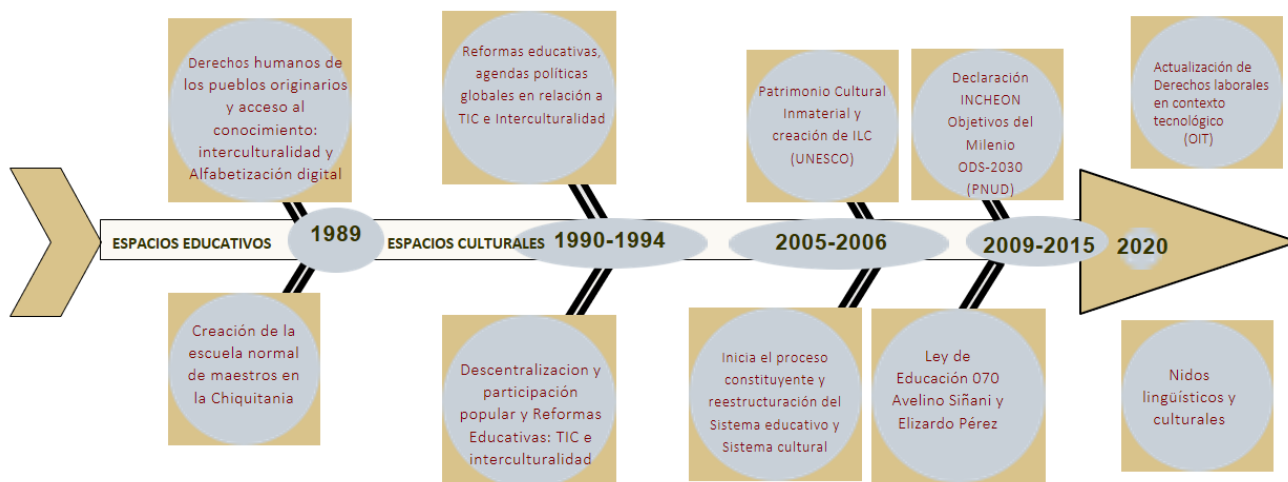 Derechos humanos de
los pueblos originarios
y acceso al
conocimiento:
interculturalidad y
Alfabetización digital
Reformas educativas,
agendas políticas
globales en relación a
TIC e Interculturalidad
Patrimonio Cultural
Inmaterial y
creación de ILC
(UNESCO)
Declaración
INCHEON
Objetivos del
Milenio
ODS-2030
(PNUD)
Actualización de
Derechos laborales
en contexto
tecnológico
(OIT)
ESPACIOS EDUCATIVOS
1989
ESPACIOS CULTURALES
1990-1994
2005-2006
2009-2015
2020
Creación de la
escuela normal
de maestros en
la Chiquitania
Descentralizacion y
participación
popular y Reformas
Educativas: TIC e
interculturalidad
Inicia el proceso
constituyente y
reestructuración del
Sistema educativo y
Sistema cultural
Ley de
Educación 070
Avelino Siñani y
Elizardo Pérez
Nidos
lingüísticos y
culturales